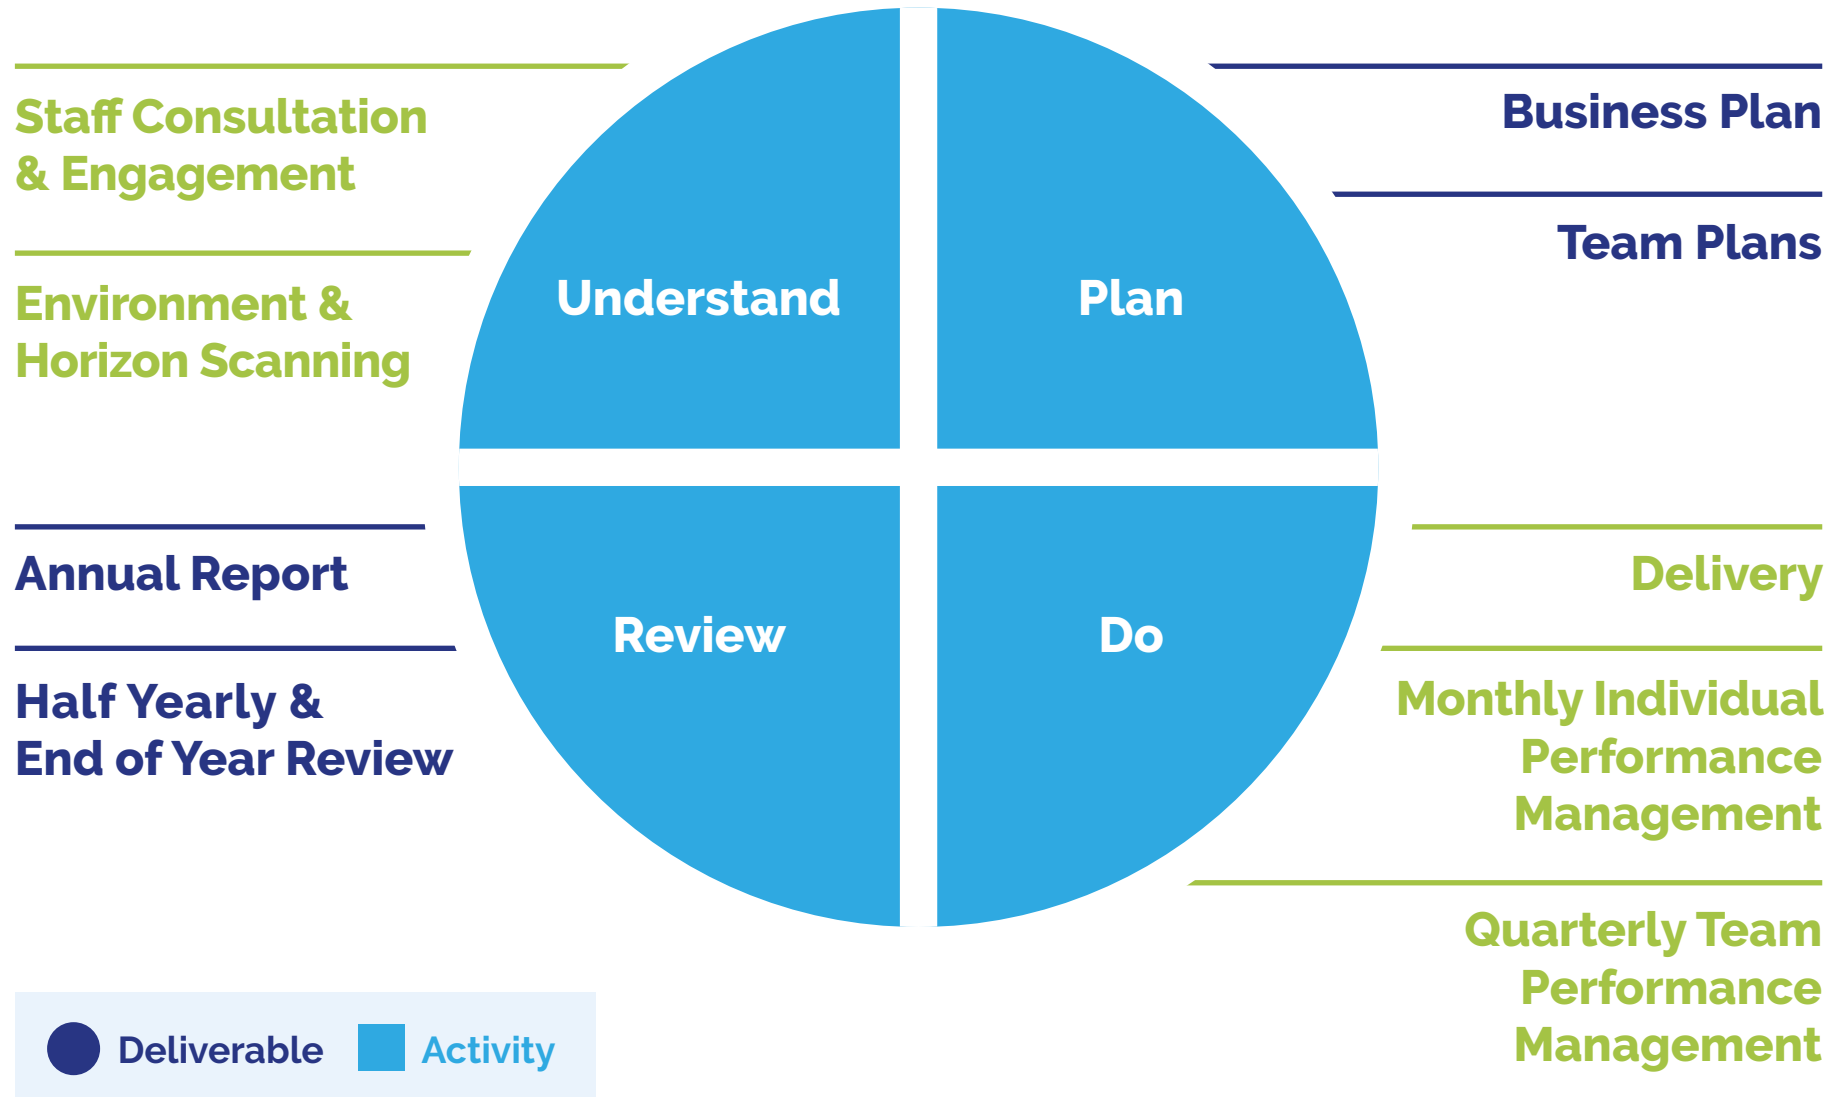 Staff Consultation
& Engagement
Environment &
Horizon Scanning
Understand
Plan
Business Plan
Team Plans
Annual Report
Half Yearly &
End of Year Review
Review
Do
Delivery
Monthly Individual
Performance
Management
Quarterly Team
Performance
Management
Deliverable
Activity